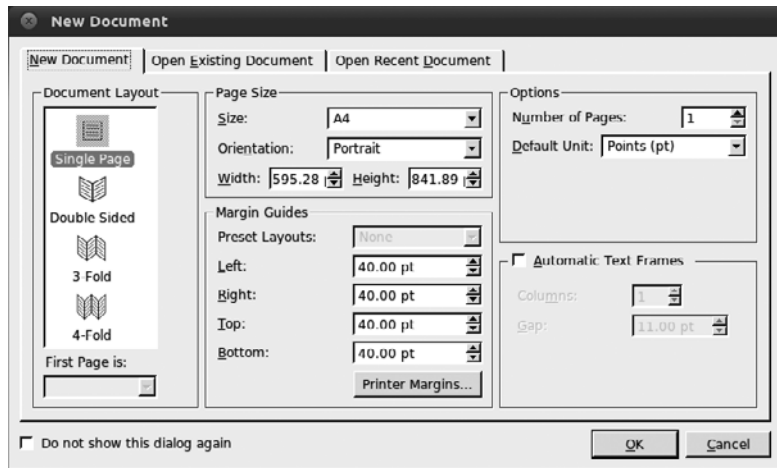 New Document
New Document
Open Existing Document
Open Recent Document
Document Layout
Single Page
Double Sided
3-Fold
4-Fold
First Page is:
Page Size
Size: A4
Orientation: Portrait
Width: 595.28 Height: 841.89
Margin Guides
Preset Layouts: None
Left: 40.00 pt
Right: 40.00 pt
Top: 40.00 pt
Bottom: 40.00 pt
Printer Margins...
Options
Number of Pages: 1
Default Unit: Points (pt)
Automatic Text Frames
Columns: 1
Gap: 11.00 pt
Do not show this dialog again
OK
Cancel